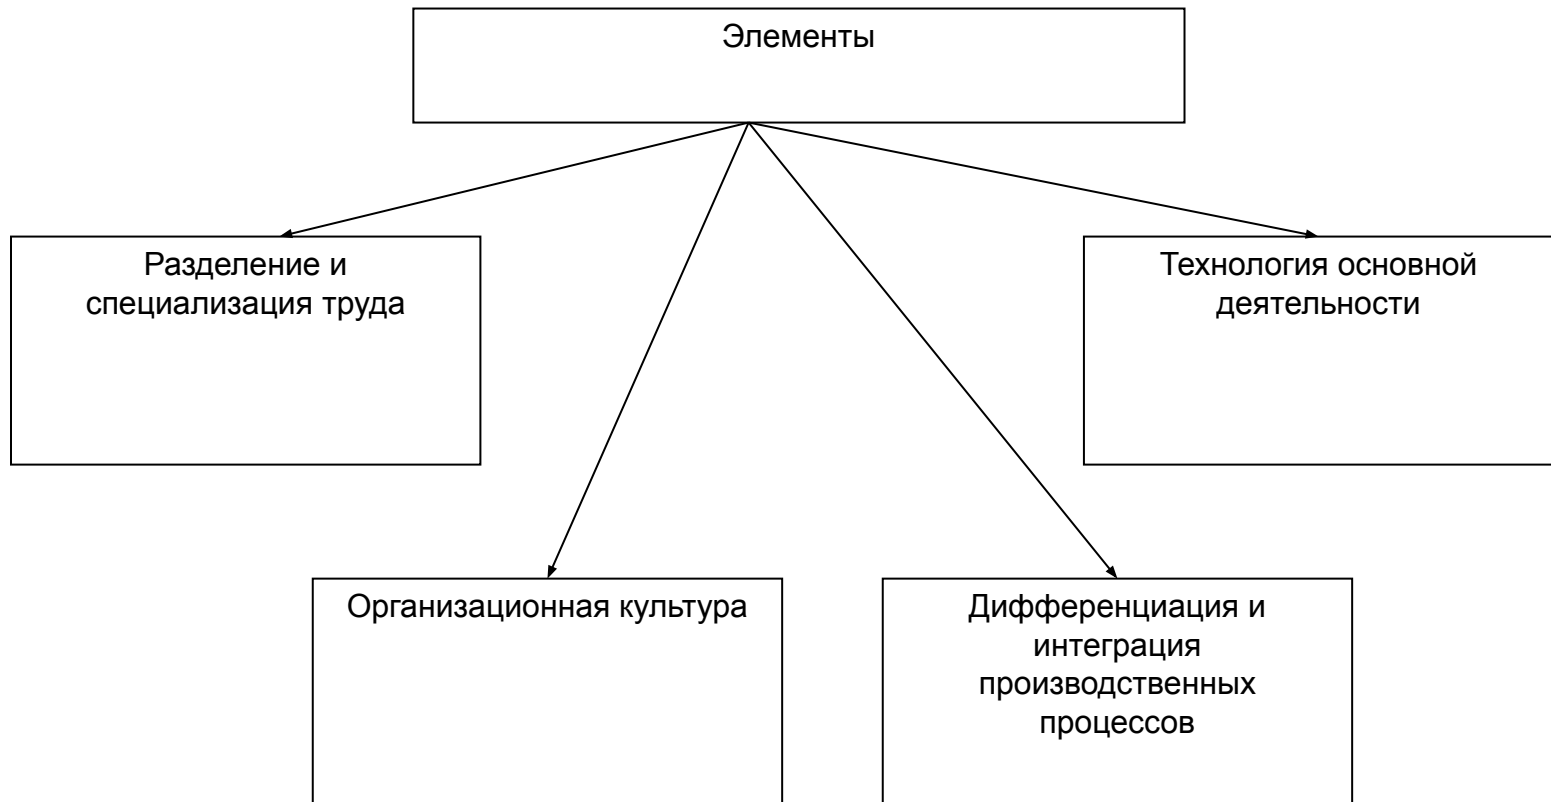 Элементы
Разделение и
специализация труда
Технология основной
деятельности
Организационная культура
Дифференциация и
интеграция
производственных
процессов